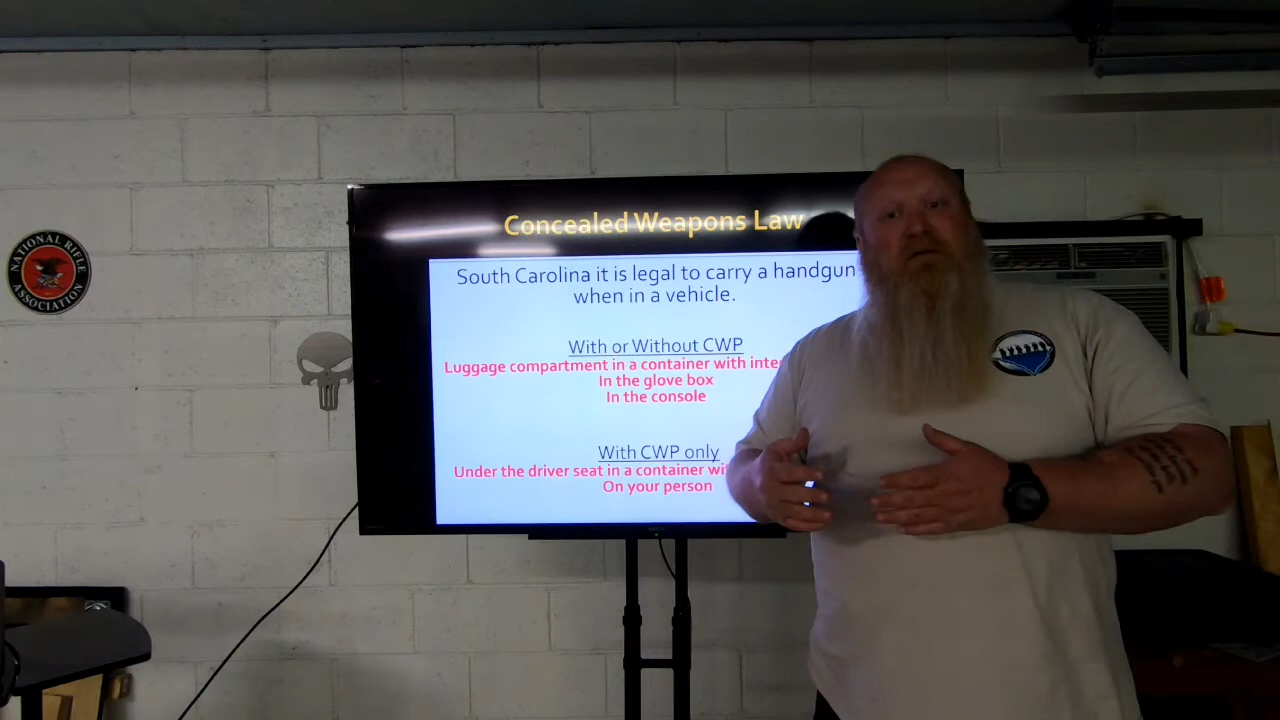 NATIONAL RIFLE
ASSOCIATION
Concealed Weapons Law
South Carolina it is legal to carry a handgun
when in a vehicle.
With or Without CWP
Luggage compartment in a container with
In the glove box
In the console
With CWP only
Under the driver seat in a container
On your person